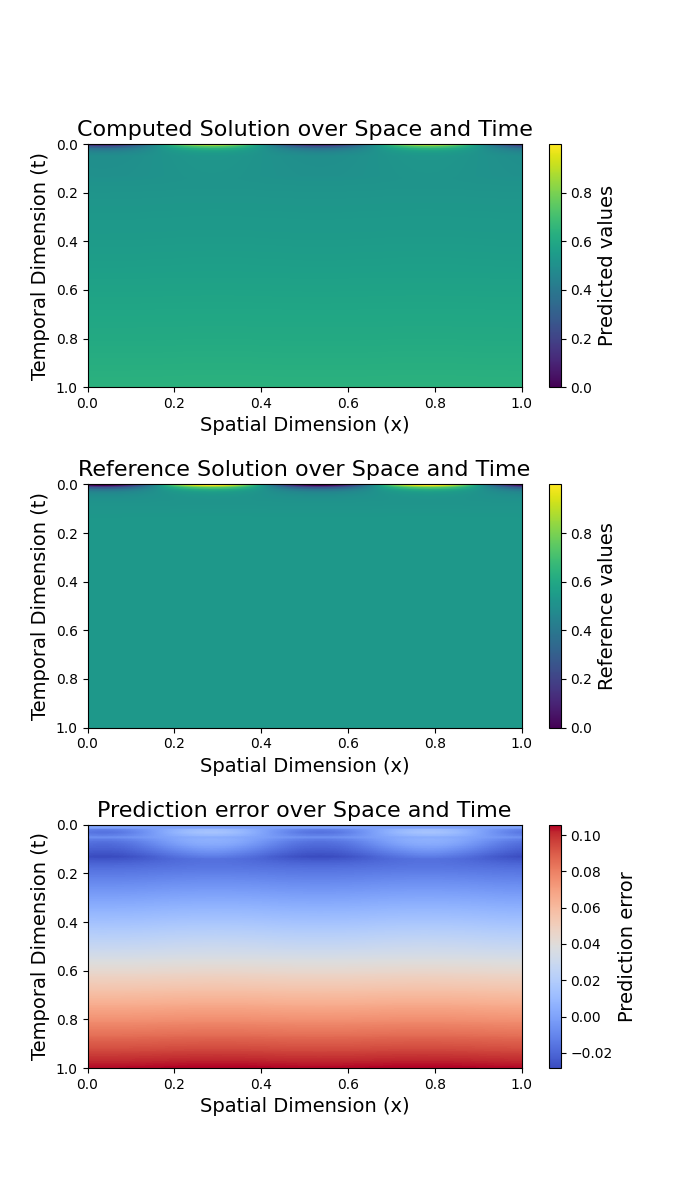 Computed Solution over Space and Time
Temporal Dimension (t)
0.0
0.2
0.4
0.6
0.8
1.0
0.0 0.2 0.4 0.6 0.8 1.0
Spatial Dimension (x)
0.8
0.6
0.4
0.2
0.0
Predicted values
Reference Solution over Space and Time
Temporal Dimension (t)
0.0
0.2
0.4
0.6
0.8
1.0
0.0 0.2 0.4 0.6 0.8 1.0
Spatial Dimension (x)
0.8
0.6
0.4
0.2
0.0
Reference values
Prediction error over Space and Time
Temporal Dimension (t)
0.0
0.2
0.4
0.6
0.8
1.0
0.0 0.2 0.4 0.6 0.8 1.0
Spatial Dimension (x)
0.10
0.08
0.06
0.04
0.02
0.00
−0.02
Prediction error